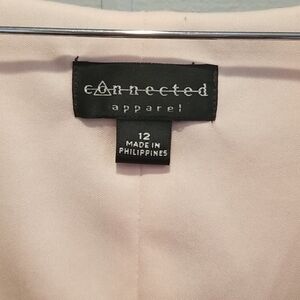 connected
apparel
12
MADE IN
PHILIPPINES